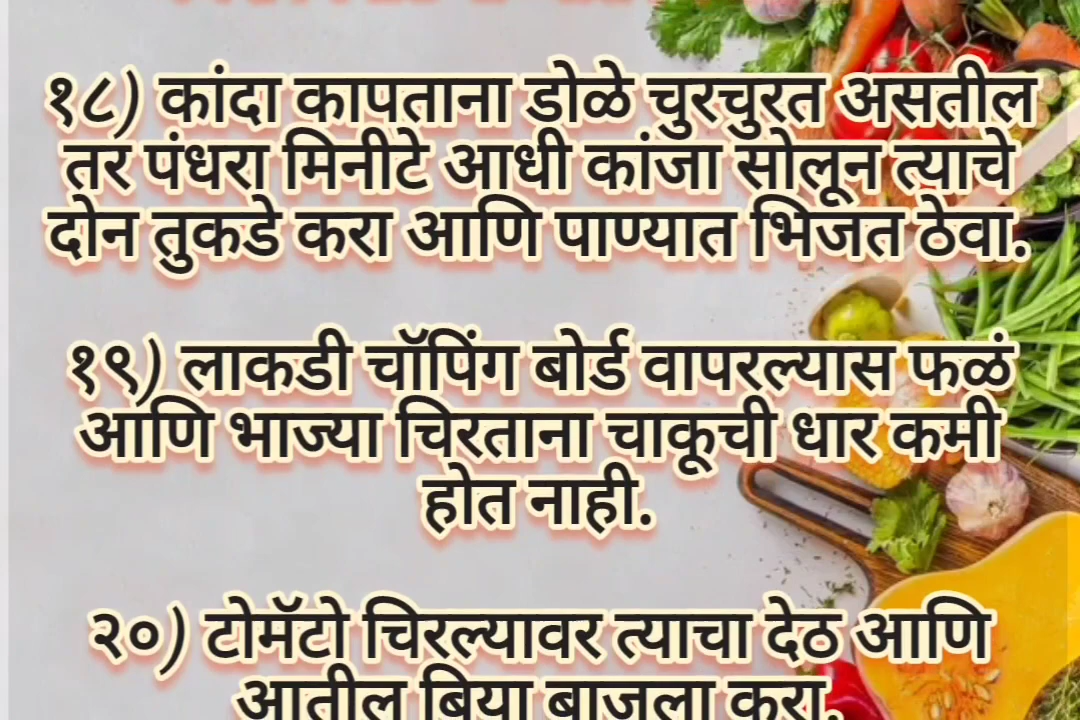 १८) कांदा कापताना डोळे चुरचुरत असतील
तर पंधरा मिनीटे आधी कांजा सोलून त्याचे
दोन तुकडे करा आणि पाण्यात भिजत ठेवा.
१९) लाकडी चॉपिंग बोर्ड वापरल्यास फळं
आणि भाज्या चिरताना चाकूची धार कमी
होत नाही.
२०) टोमॅटो चिरल्यावर त्याचा देठ आणि
आतील बिया बाजूला करा.